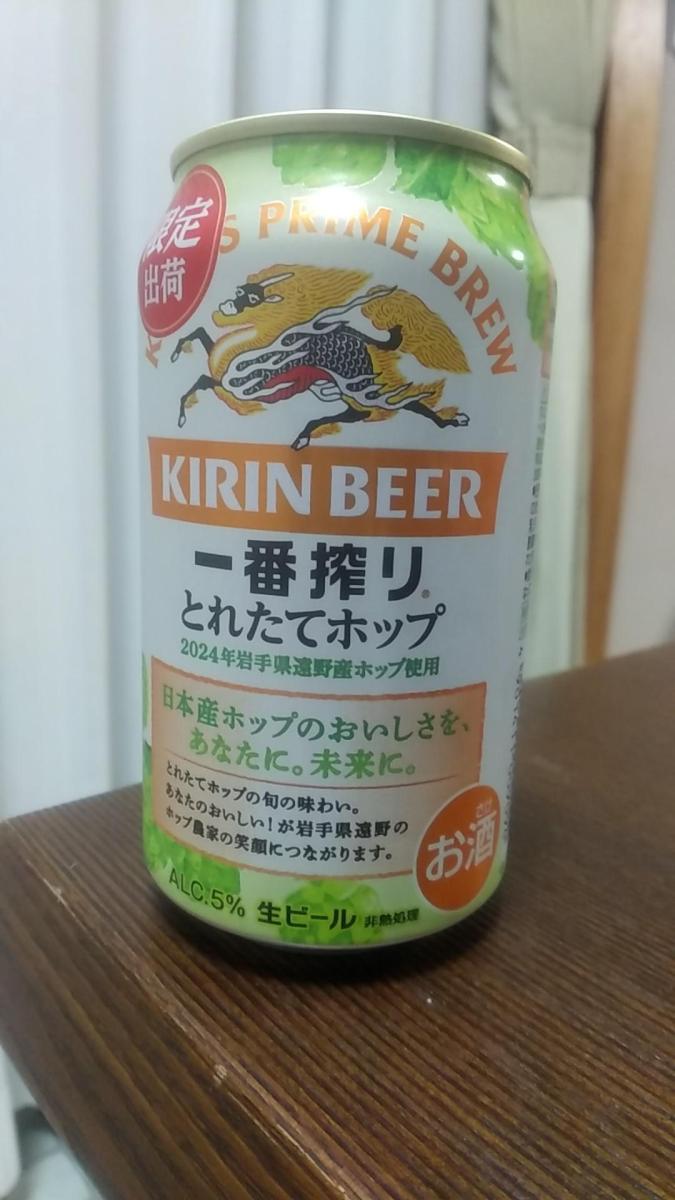 限定
出荷
S PRIME BREW
KIRIN BEER
一番搾り®
とれたてホップ
2024年岩手県遠野産ホップ使用
日本産ホップのおいしさを、
あなたに。未来に。
とれたてホップの旬の味わい。
あなたのおいしい！が岩手県遠野の
ホップ農家の笑顔につながります。
さけ
お酒
ALC.5% 生ビール 非熱処理